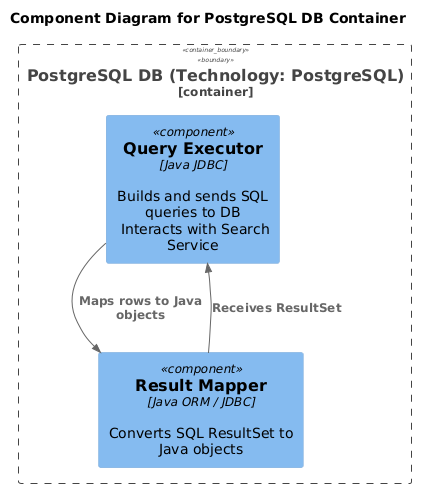 Component Diagram for PostgreSQL DB Container
«container_boundary»
«boundary»
PostgreSQL DB (Technology: PostgreSQL)
[container]
«component»
Query Executor
[Java JDBC]
Builds and sends SQL
queries to DB
Interacts with Search
Service
Maps rows to Java
objects
Receives ResultSet
«component»
Result Mapper
[Java ORM / JDBC]
Converts SQL ResultSet to
Java objects